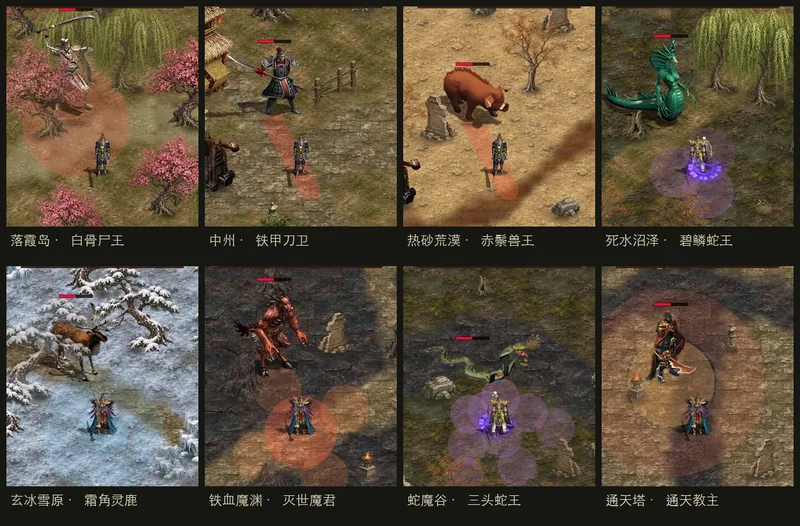 落霞岛 · 白骨尸王
中州 · 铁甲刀卫
热砂荒漠 · 赤鬃兽王
死水沼泽 · 碧鳞蛇王
玄冰雪原 · 霜角灵鹿
铁血魔渊 · 灭世魔君
蛇魔谷 · 三头蛇王
通天塔 · 通天教主